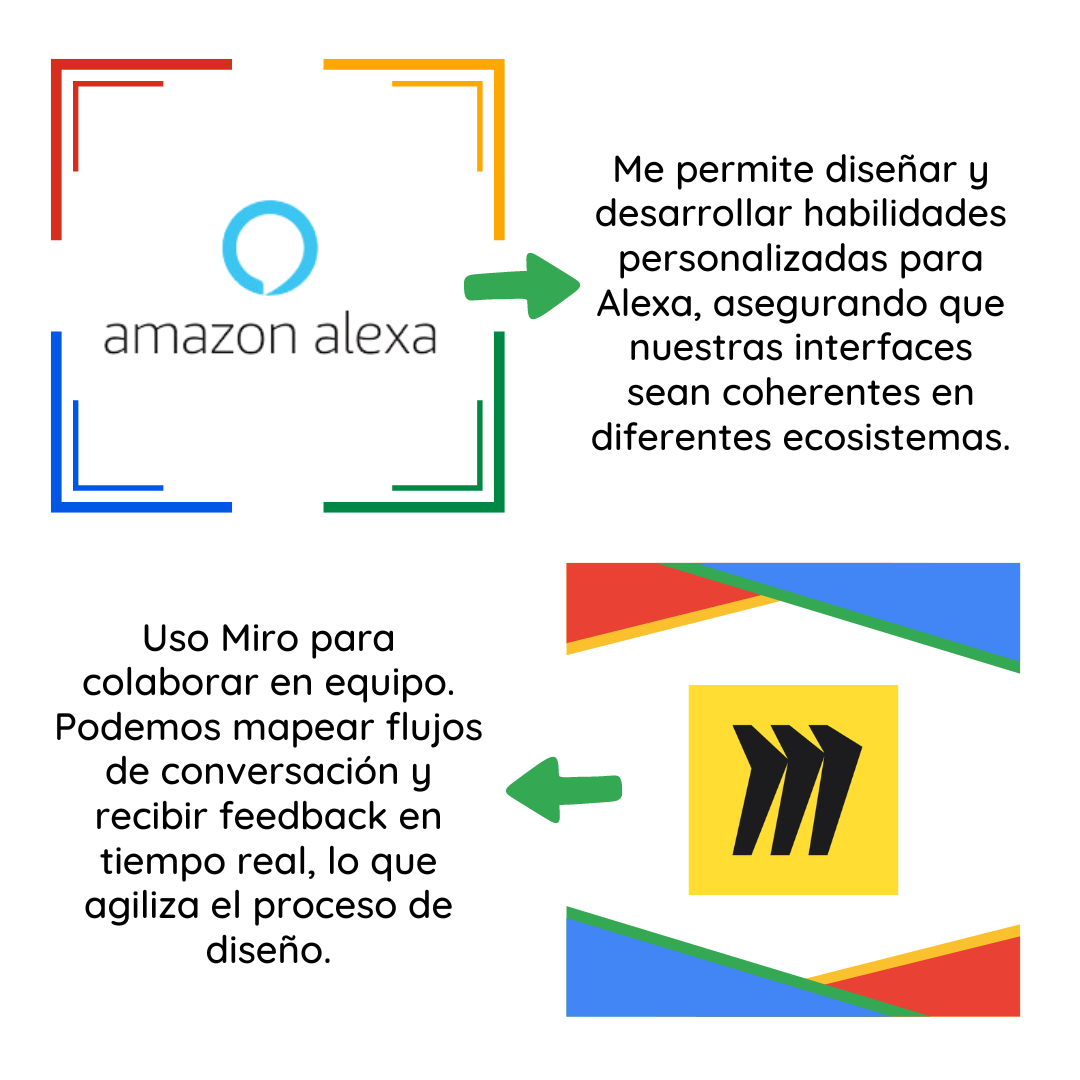 amazon alexa
Me permite diseñar y
desarrollar habilidades
personalizadas para
Alexa, asegurando que
nuestras interfaces
sean coherentes en
diferentes ecosistemas.
Uso Miro para
colaborar en equipo.
Podemos mapear flujos
de conversación y
recibir feedback en
tiempo real, lo que
agiliza el proceso de
diseño.